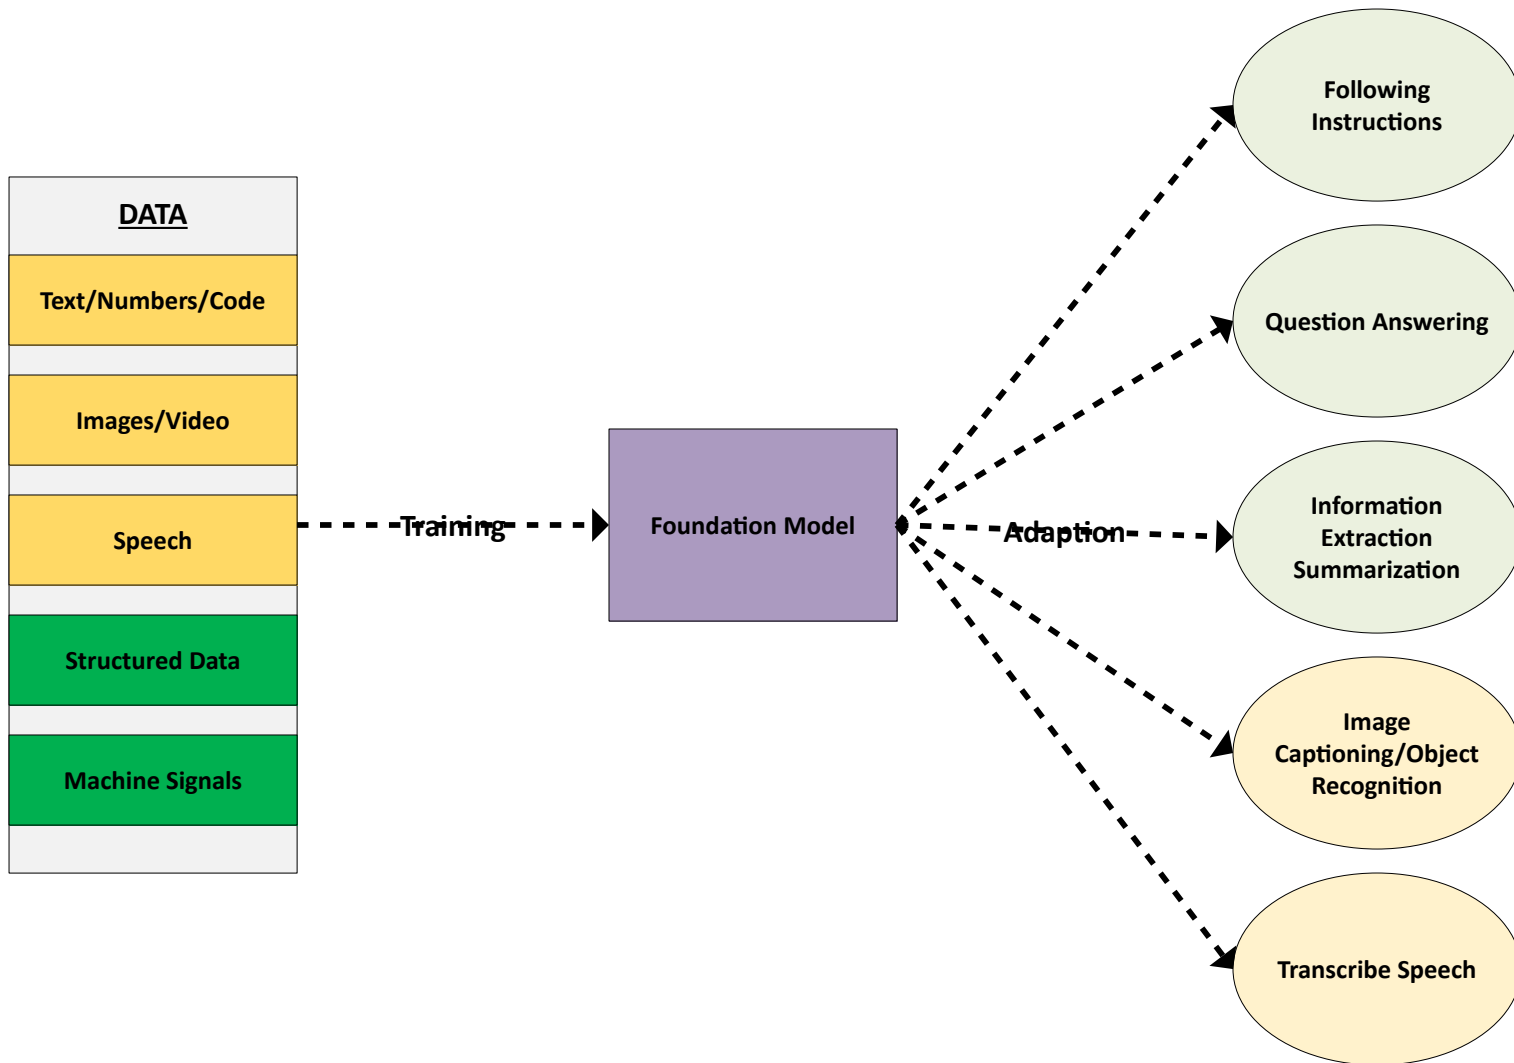 DATA
Text/Numbers/Code
Images/Video
Speech
Structured Data
Machine Signals
Training
Foundation Model
Adaption
Following
Instructions
Question Answering
Information
Extraction
Summarization
Image
Captioning/Object
Recognition
Transcribe Speech